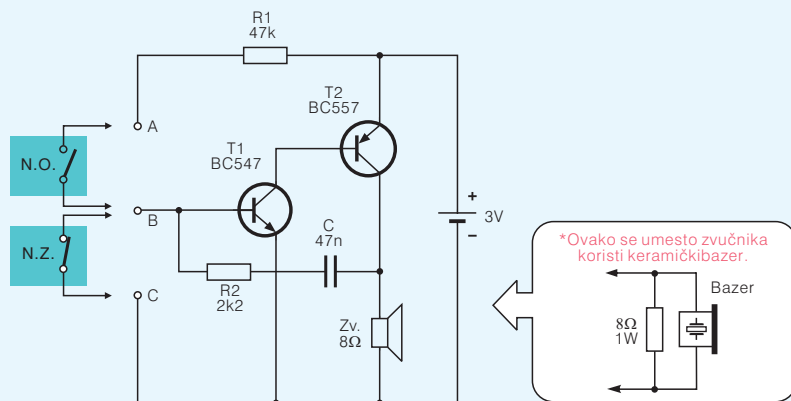 R1
47k
T2
BC557
A
T1
BC547
N.O.
B
+
3V
−
C
47n
N.Z.
C
R2
2k2
Zv.
8Ω
*Ovako se umesto zvučnika
koristi keramičkibazer.
Bazer
8Ω
1W